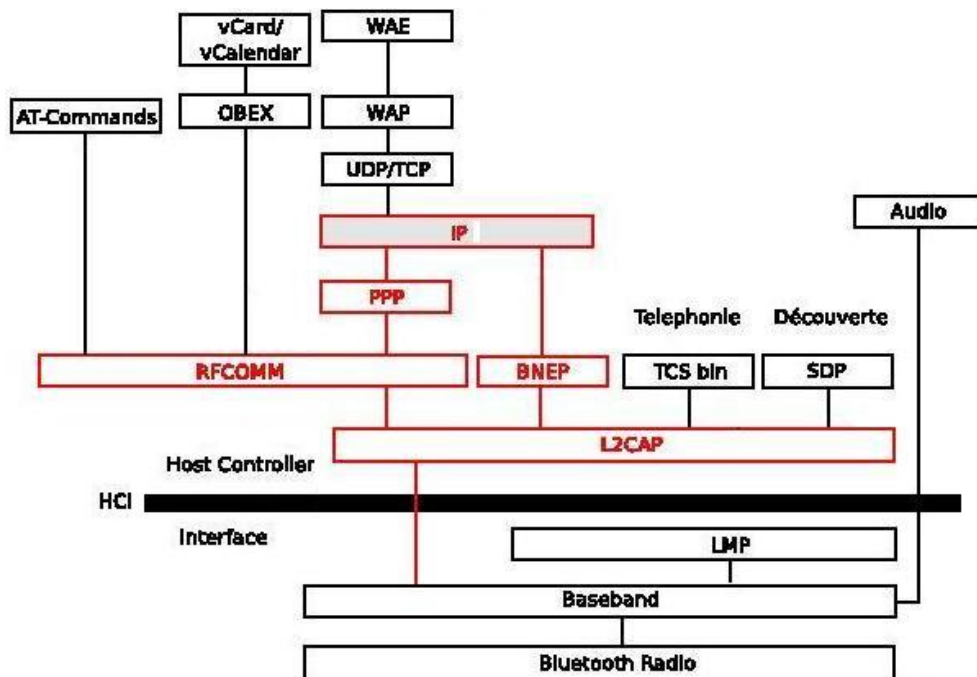 vCard/
vCalendar
WAE
AT-Commands
OBEX
WAP
UDP/TCP
Audio
IP
PPP
Telephonie
Découverte
RFCOMM
BNEP
TCS bin
SDP
L2CAP
Host Controller
HCI
Interface
LMP
Baseband
Bluetooth Radio